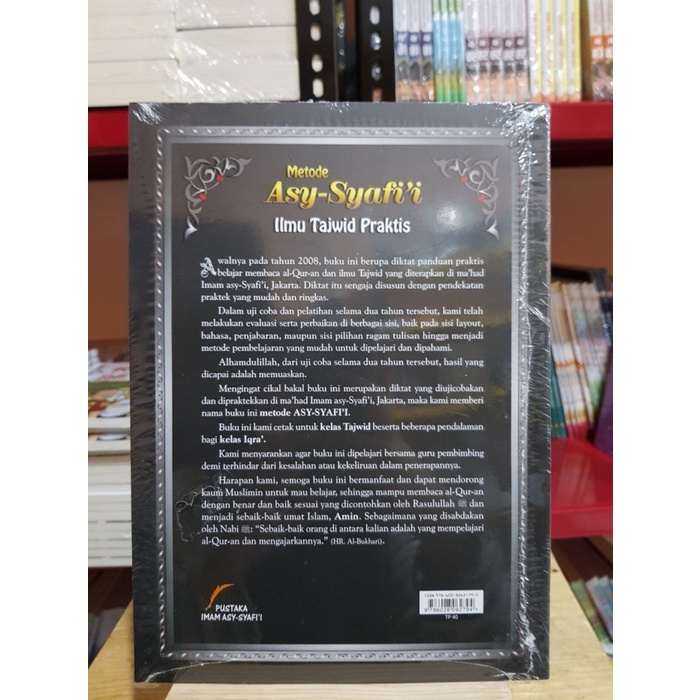 Metode
Asy-Syafi'i
Ilmu Tajwid Praktis
Awalnya pada tahun 2008, buku ini berupa diktat panduan praktis
belajar membaca al-Qur-an dan ilmu Tajwid yang diterapkan di ma'had
Imam asy-Syafi'i, Jakarta. Diktat itu sengaja disusun dengan pendekatan
praktek yang mudah dan ringkas.
Dalam uji coba dan pelatihan selama dua tahun tersebut, kami telah
melakukan evaluasi serta perbaikan di berbagai sisi, baik pada sisi layout,
bahasa, penjabaran, maupun sisi pilihan ragam tulisan hingga menjadi
metode pembelajaran yang mudah untuk dipelajari dan dipahami.
Alhamdulillah, dari uji coba selama dua tahun tersebut, hasil yang
dicapai adalah memuaskan.
Mengingat cikal bakal buku ini merupakan diktat yang diujicobakan
dan dipraktekkan di ma'had Imam asy-Syafi'i, Jakarta, maka kami memberi
nama buku ini metode ASY-SYAFI'I.
Buku ini kami cetak untuk kelas Tajwid beserta beberapa pendalaman
bagi kelas Iqra'.
Kami menyarankan agar buku ini dipelajari bersama guru pembimbing
demi terhindar dari kesalahan atau kekeliruan dalam penerapannya.
Harapan kami, semoga buku ini bermanfaat dan dapat mendorong
kaum Muslimin untuk mau belajar, sehingga mampu membaca al-Qur-an
dengan benar dan baik sesuai yang dicontohkan oleh Rasulullah ﷺ dan
menjadi sebaik-baik umat Islam, Amin. Sebagaimana yang disabdakan
oleh Nabi ﷺ: "Sebaik-baik orang di antara kalian adalah yang mempelajari
al-Qur-an dan mengajarkannya." (HR. Al-Bukhari).
PUSTAKA
IMAM ASY-SYAFI'I
TP-40